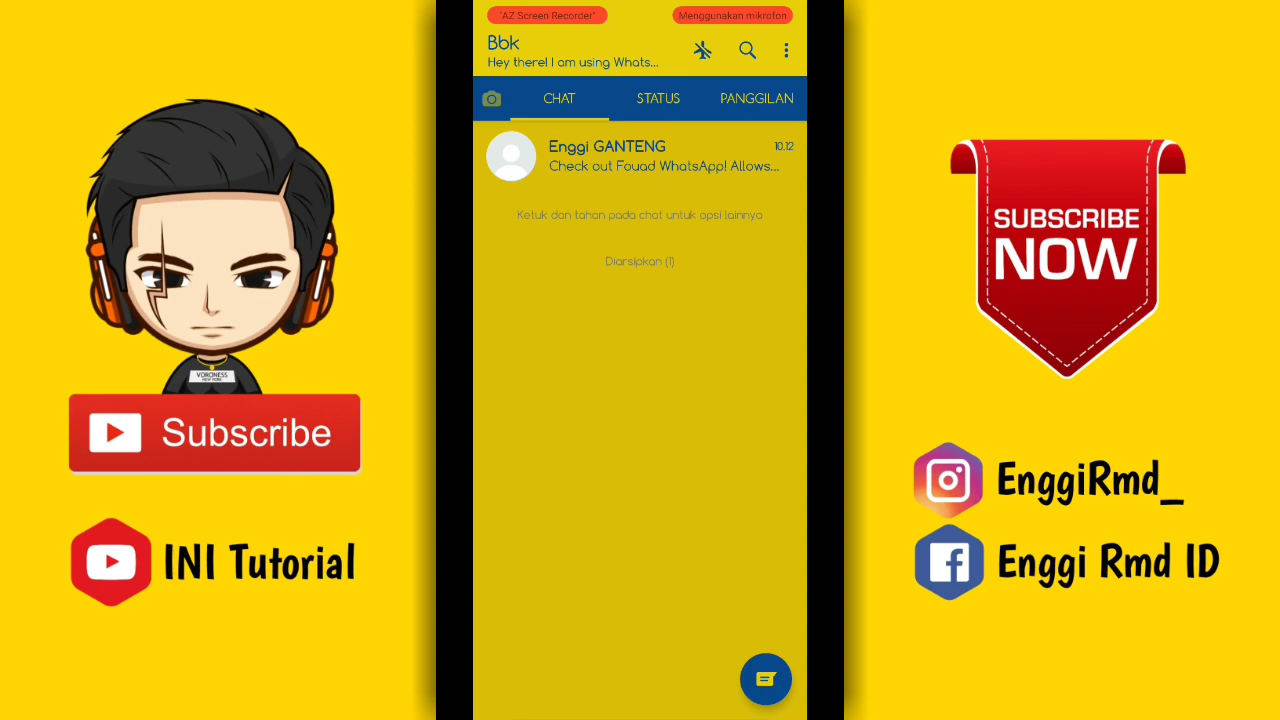 "AZ Screen Recorder"
Menggunakan mikrofon
Bbk
Hey there! I am using Whats...
CHAT
STATUS
PANGGILAN
Enggi GANTENG
10.12
Check out Fouad WhatsApp! Allows...
Ketuk dan tahan pada chat untuk opsi lainnya
Diarsipkan (1)
VORONESS
NEW YORK
Subscribe
INI Tutorial
SUBSCRIBE
NOW
EnggiRmd_
Enggi Rmd ID